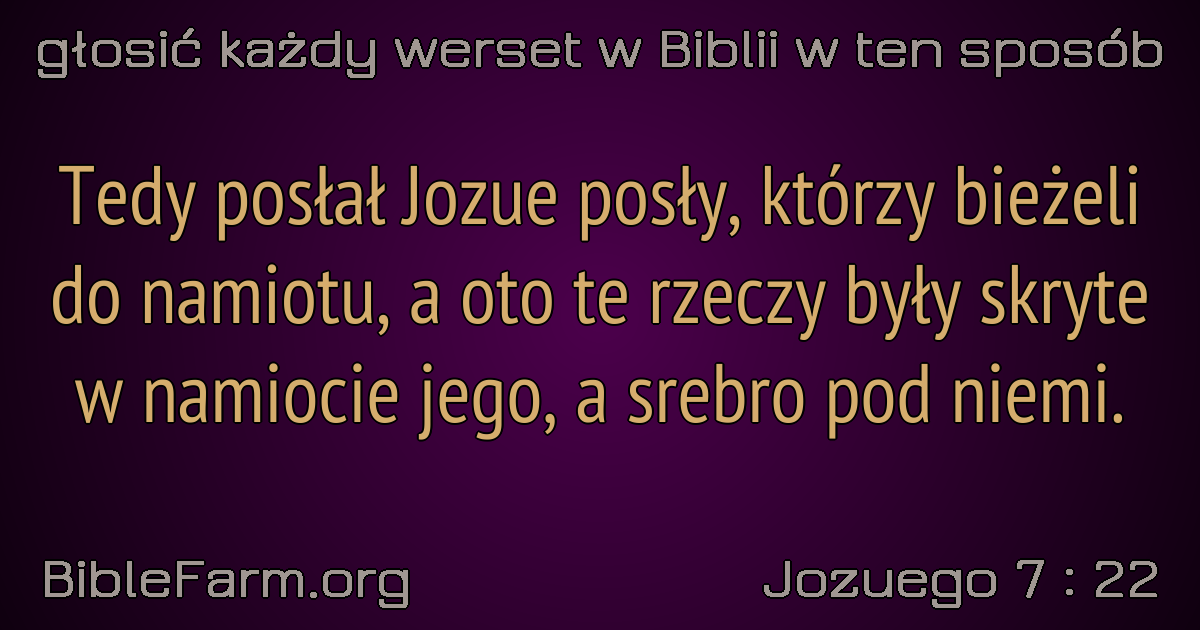 głosić każdy werset w Biblii w ten sposób
Tedy posłał Jozue posły, którzy bieżeli
do namiotu, a oto te rzeczy były skryte
w namiocie jego, a srebro pod niemi.
BibleFarm.org
Jozuego 7 : 22